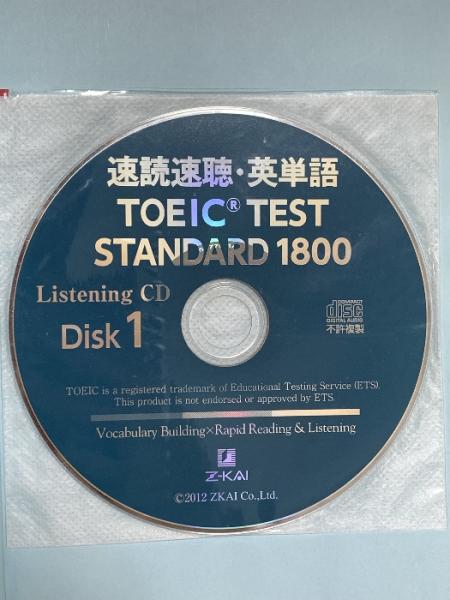 速読速聴・英単語
TOEIC® TEST
STANDARD 1800
Listening CD
Disk 1
COMPACT
disc
DIGITAL AUDIO
不許複製
TOEIC is a registered trademark of Educational Testing Service (ETS).
This product is not endorsed or approved by ETS.
Vocabulary Building×Rapid Reading & Listening
Z-KAI
©2012 ZKAI Co.,Ltd.